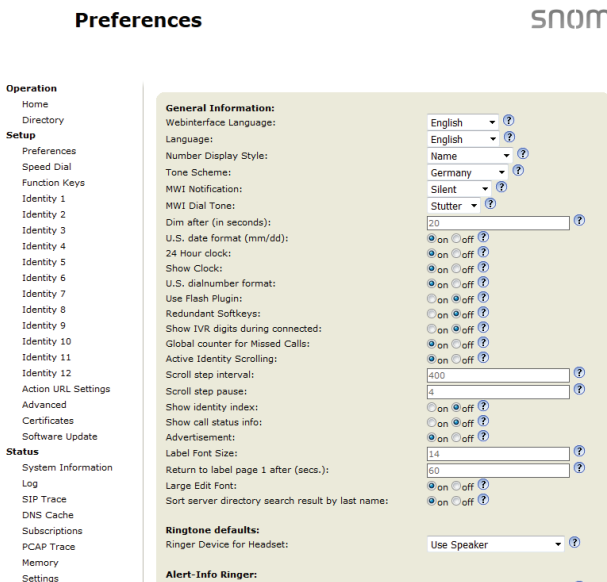 Preferences
snom
Operation
Home
Directory
Setup
Preferences
Speed Dial
Function Keys
Identity 1
Identity 2
Identity 3
Identity 4
Identity 5
Identity 6
Identity 7
Identity 8
Identity 9
Identity 10
Identity 11
Identity 12
Action URL Settings
Advanced
Certificates
Software Update
Status
System Information
Log
SIP Trace
DNS Cache
Subscriptions
PCAP Trace
Memory
Settings
General Information:
Webinterface Language: English ?
Language: English ?
Number Display Style: Name ?
Tone Scheme: Germany ?
MWI Notification: Silent ?
MWI Dial Tone: Stutter ?
Dim after (in seconds): 20 ?
U.S. date format (mm/dd): on off ?
24 Hour clock: on off ?
Show Clock: on off ?
U.S. dialnumber format: on off ?
Use Flash Plugin: on off ?
Redundant Softkeys: on off ?
Show IVR digits during connected: on off ?
Global counter for Missed Calls: on off ?
Active Identity Scrolling: on off ?
Scroll step interval: 400 ?
Scroll step pause: 4 ?
Show identity index: on off ?
Show call status info: on off ?
Advertisement: on off ?
Label Font Size: 14 ?
Return to label page 1 after (secs.): 60 ?
Large Edit Font: on off ?
Sort server directory search result by last name: on off ?
Ringtone defaults:
Ringer Device for Headset: Use Speaker ?
Alert-Info Ringer: